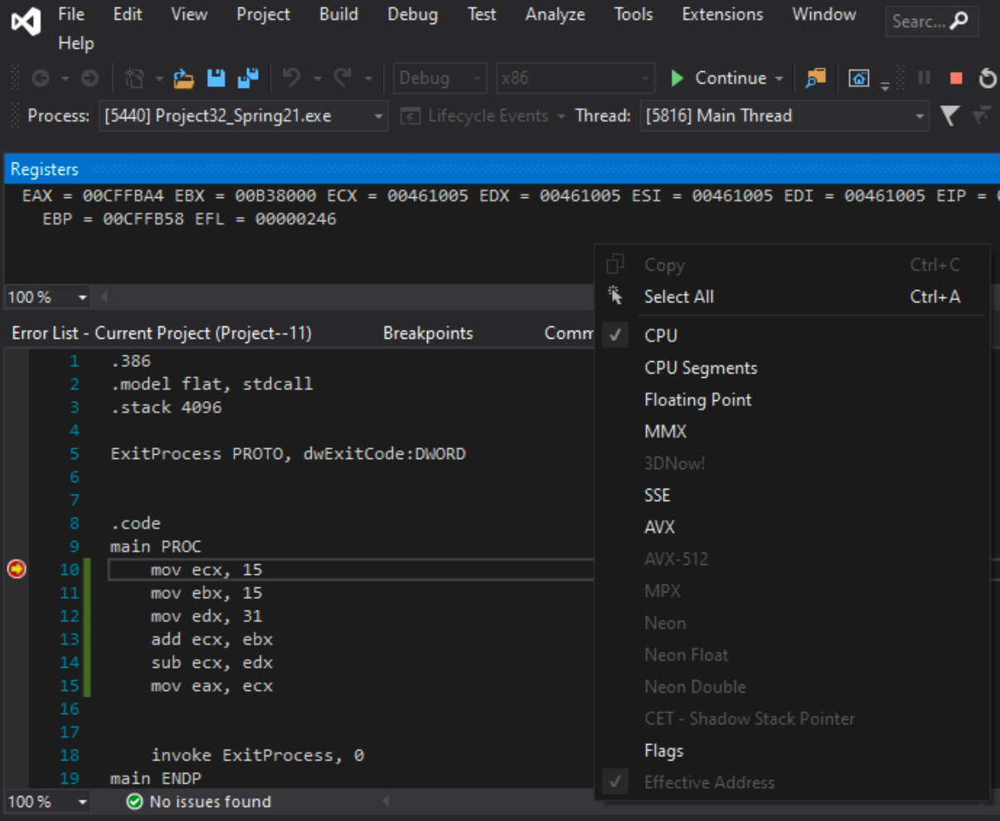 File Edit View Project Build Debug Test Analyze Tools Extensions Window Searc...
Help
Debug x86 Continue
Process: [5440] Project32_Spring21.exe Lifecycle Events Thread: [5816] Main Thread
Registers
EAX = 00CFFBA4 EBX = 00B38000 ECX = 00461005 EDX = 00461005 ESI = 00461005 EDI = 00461005 EIP =
EBP = 00CFFB58 EFL = 00000246
100 %
Error List - Current Project (Project--11) Breakpoints Comm
1 .386
2 .model flat, stdcall
3 .stack 4096
4
5 ExitProcess PROTO, dwExitCode:DWORD
6
7
8 .code
9 main PROC
10 mov ecx, 15
11 mov ebx, 15
12 mov edx, 31
13 add ecx, ebx
14 sub ecx, edx
15 mov eax, ecx
16
17
18 invoke ExitProcess, 0
19 main ENDP
100 % No issues found
Copy Ctrl+C
Select All Ctrl+A
CPU
CPU Segments
Floating Point
MMX
3DNow!
SSE
AVX
AVX-512
MPX
Neon
Neon Float
Neon Double
CET - Shadow Stack Pointer
Flags
Effective Address